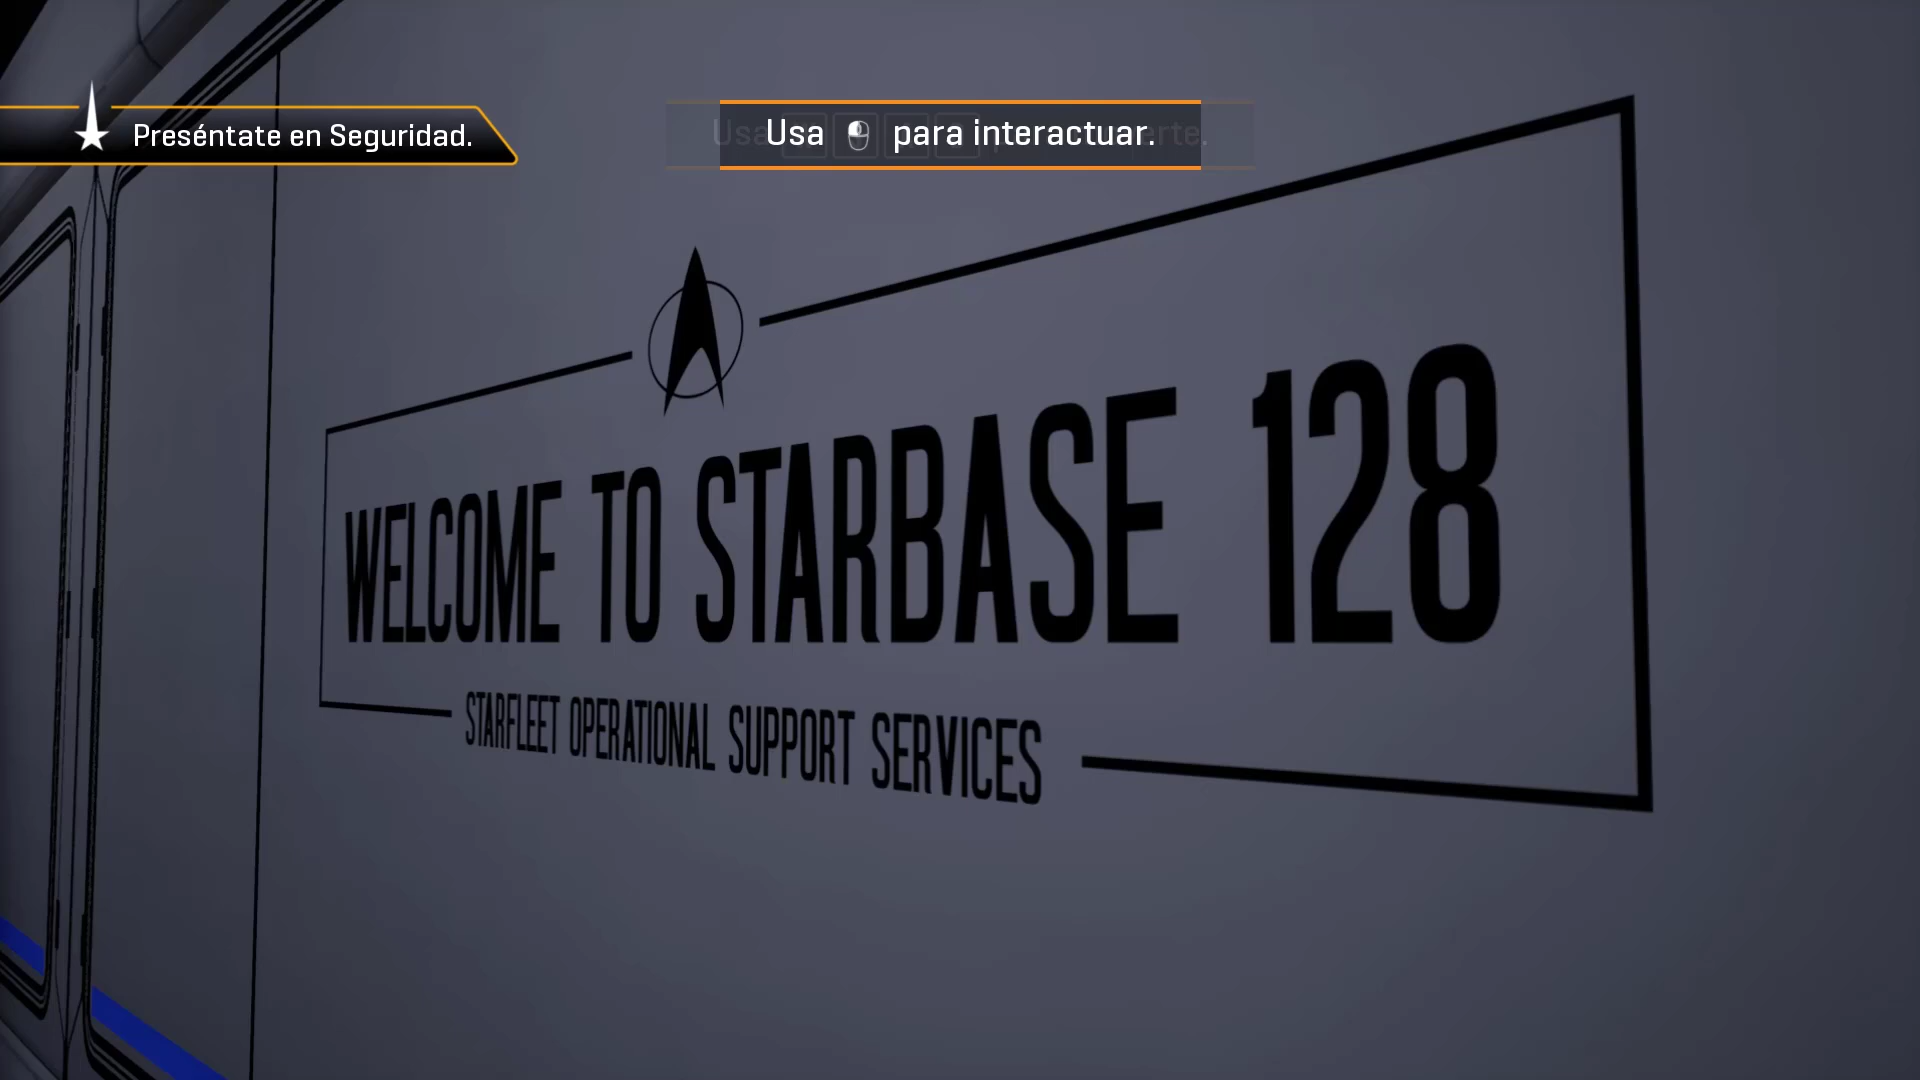 Preséntate en Seguridad.
Usa para interactuar.
WELCOME TO STARBASE 128
STARFLEET OPERATIONAL SUPPORT SERVICES